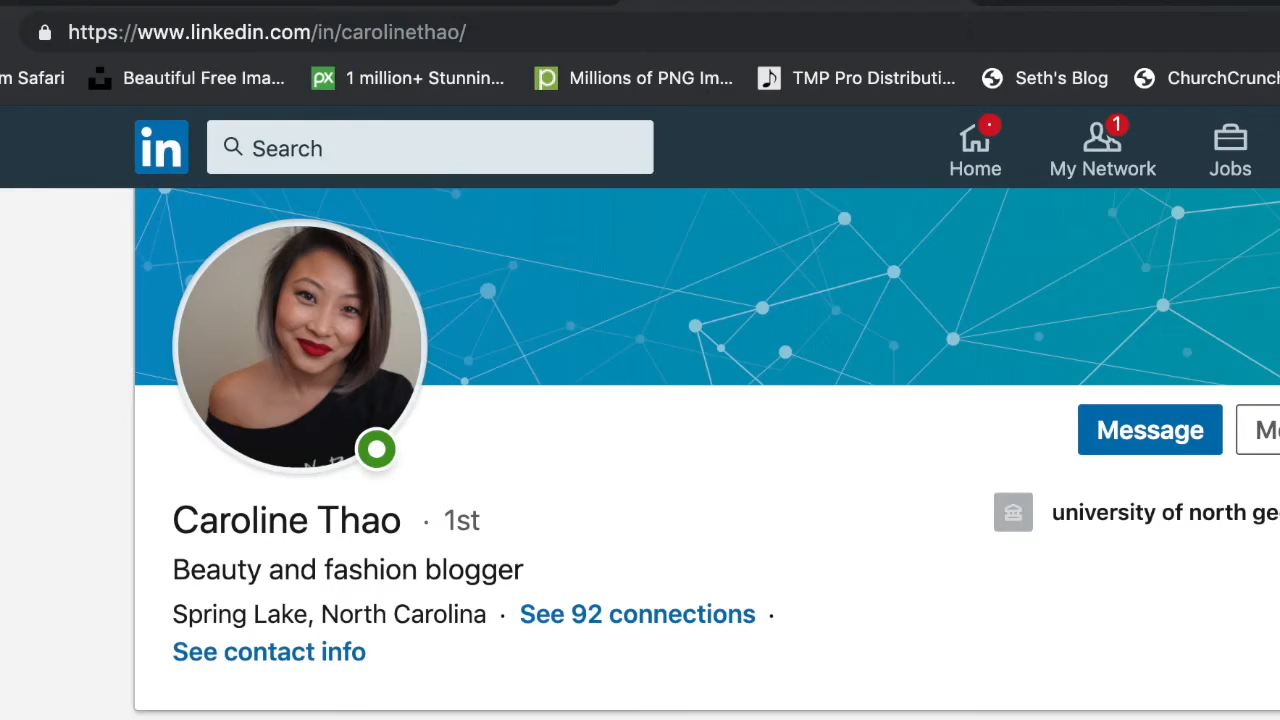 https://www.linkedin.com/in/carolinethao/
m Safari Beautiful Free Ima... px 1 million+ Stunnin... p Millions of PNG Im... TMP Pro Distributi... Seth's Blog ChurchCrunch
in Search Home 1 My Network Jobs
Message
Caroline Thao · 1st
university of north ge
Beauty and fashion blogger
Spring Lake, North Carolina · See 92 connections ·
See contact info